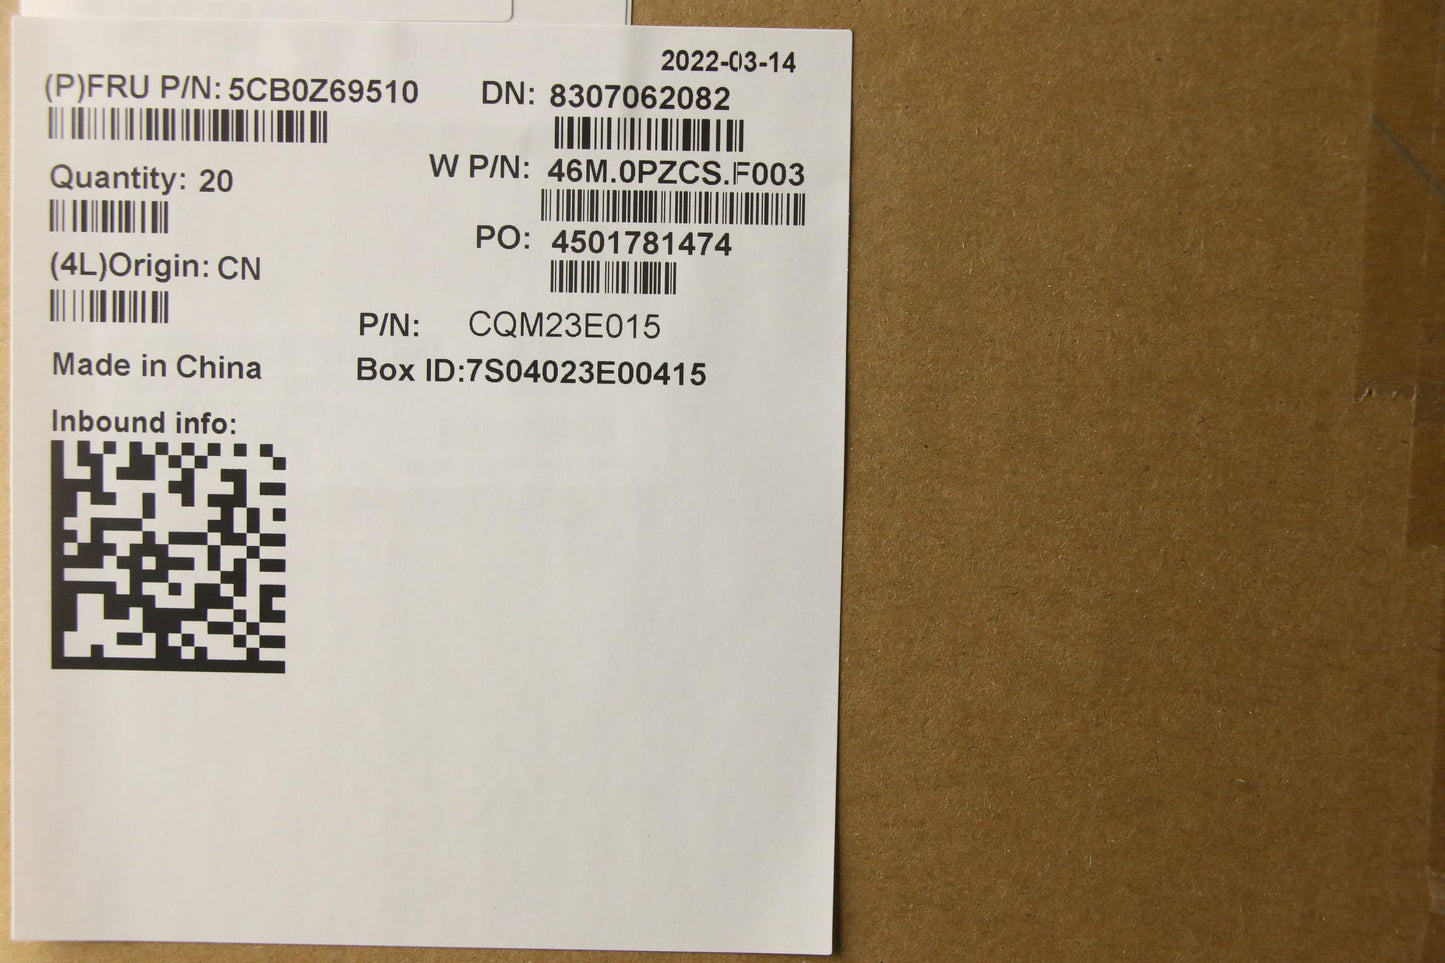 2022-03-14
(P)FRU P/N: 5CB0Z69510
DN: 8307062082
W P/N: 46M.0PZCS.F003
Quantity: 20
PO: 4501781474
(4L)Origin: CN
P/N: CQM23E015
Made in China
Box ID:7S04023E00415
Inbound info: